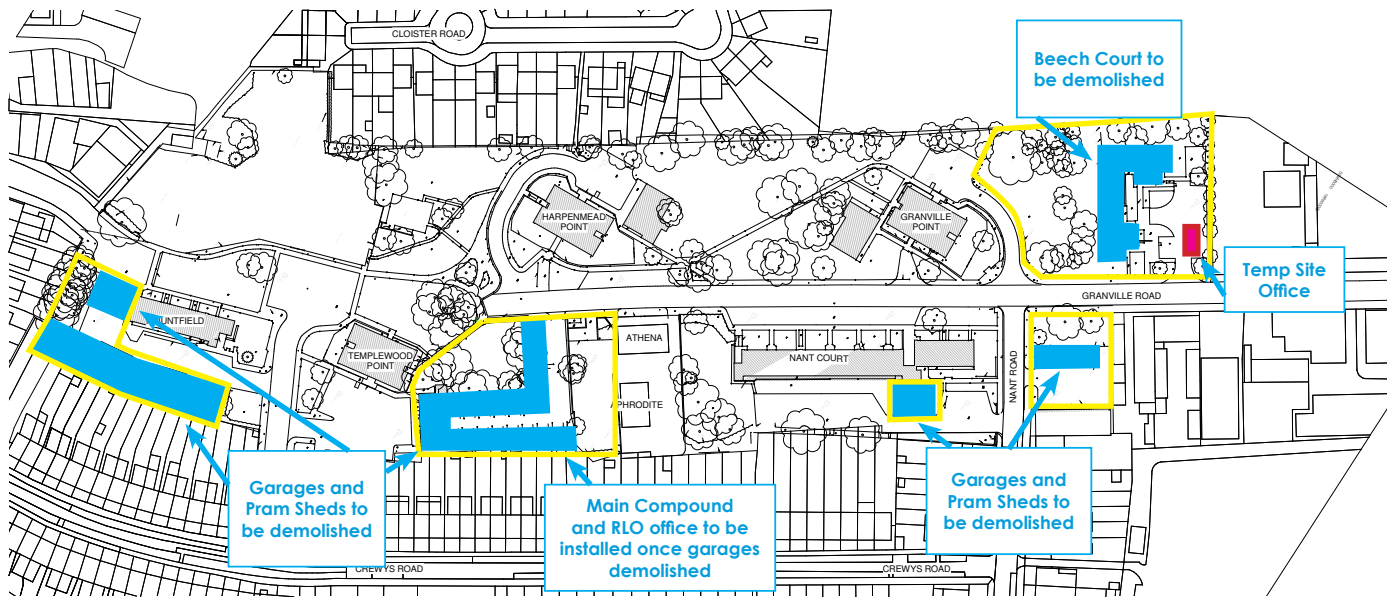 CLOISTER ROAD
Beech Court to
be demolished
HARPENMEAD
POINT
GRANVILLE
POINT
Temp Site
Office
GRANVILLE ROAD
UNTFIELD
TEMPLEWOOD
POINT
ATHENA
NANT COURT
NANT ROAD
APHRODITE
Garages and
Pram Sheds to
be demolished
Main Compound
and RLO office to be
installed once garages
demolished
Garages and
Pram Sheds to
be demolished
CREWYS ROAD
CREWYS ROAD